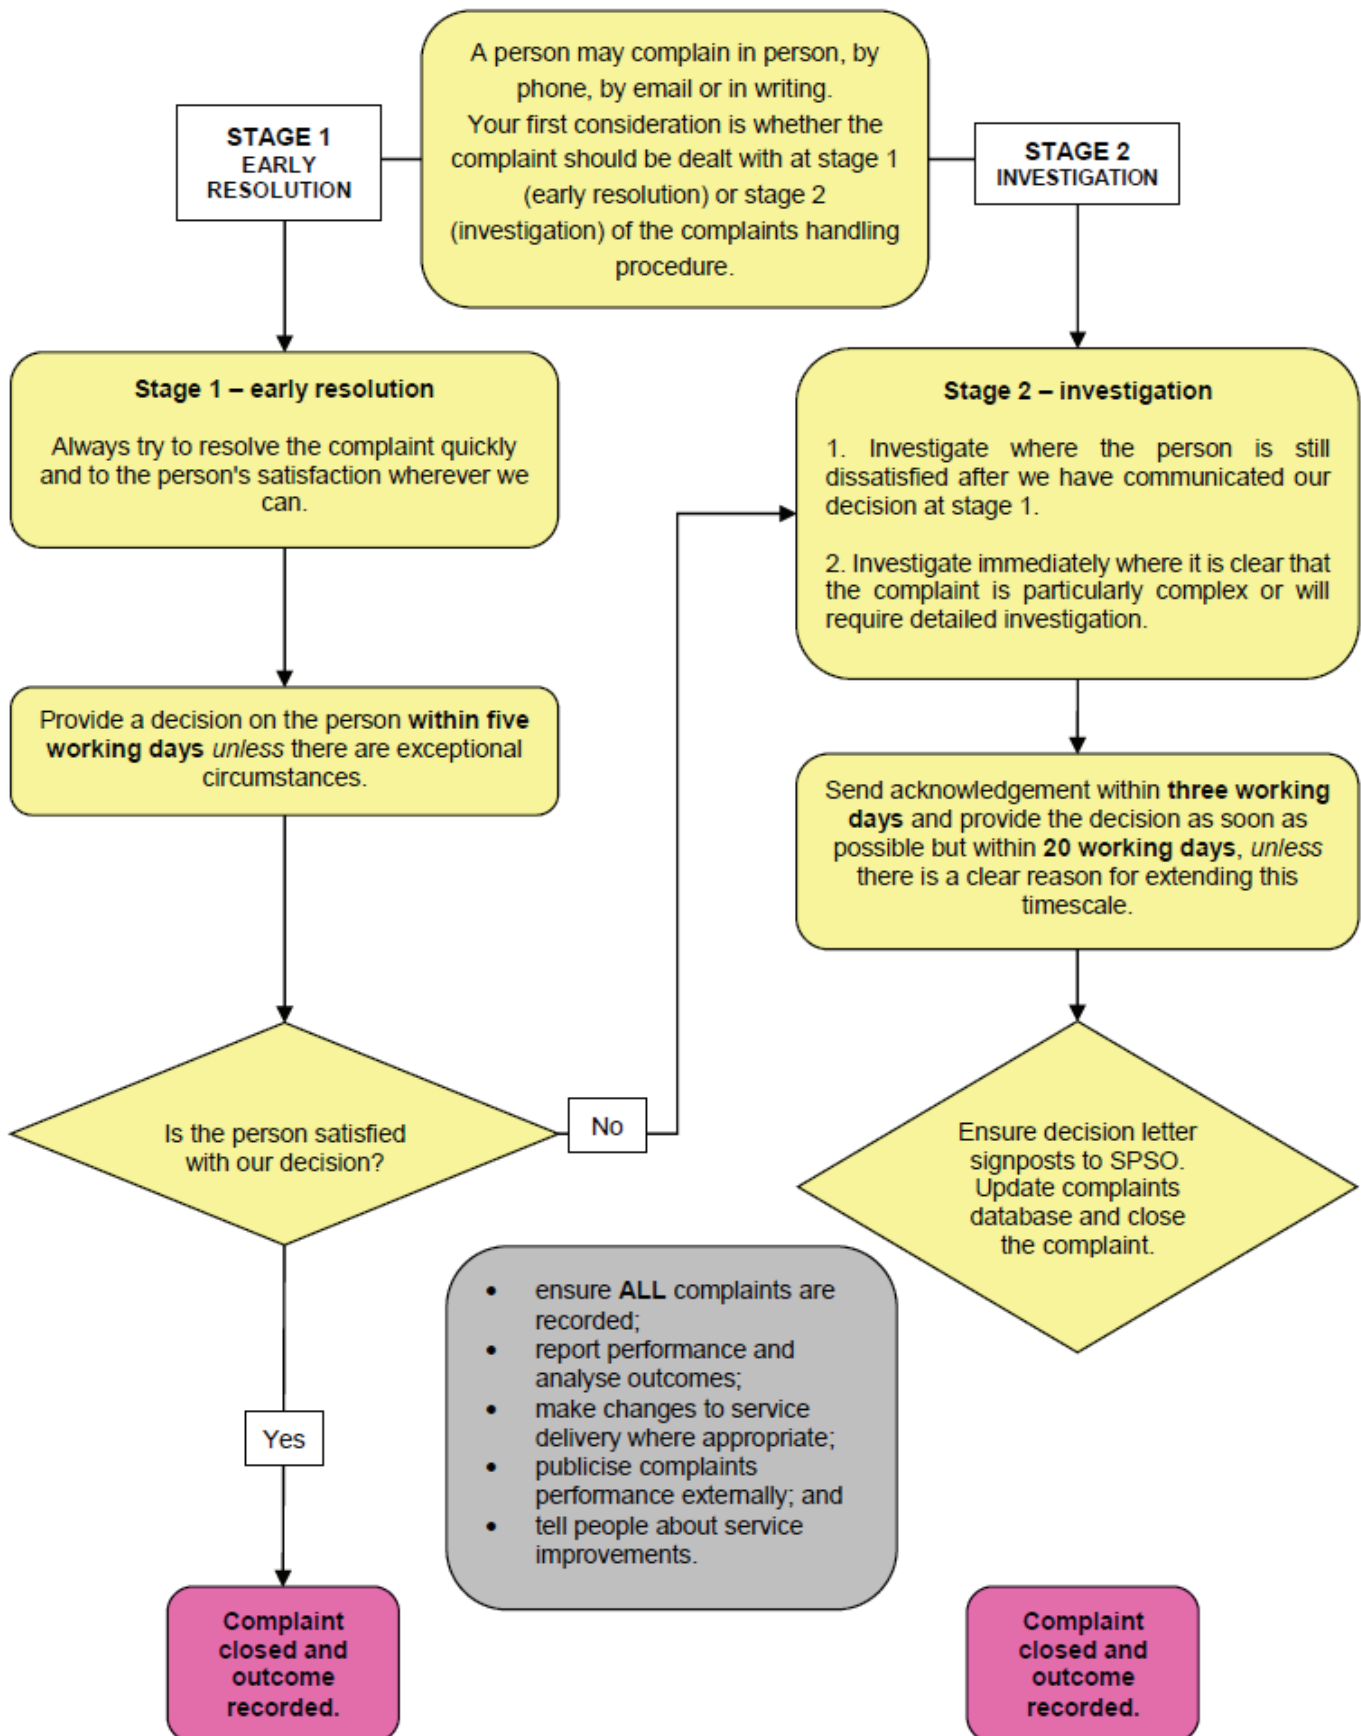 A person may complain in person, by
phone, by email or in writing.
Your first consideration is whether the
complaint should be dealt with at stage 1
(early resolution) or stage 2
(investigation) of the complaints handling
procedure.
STAGE 1
EARLY
RESOLUTION
STAGE 2
INVESTIGATION
Stage 1 – early resolution
Always try to resolve the complaint quickly
and to the person's satisfaction wherever we
can.
Provide a decision on the person within five
working days unless there are exceptional
circumstances.
Is the person satisfied
with our decision?
No
Yes
Complaint
closed and
outcome
recorded.
Stage 2 – investigation
1. Investigate where the person is still
dissatisfied after we have communicated our
decision at stage 1.
2. Investigate immediately where it is clear that
the complaint is particularly complex or will
require detailed investigation.
Send acknowledgement within three working
days and provide the decision as soon as
possible but within 20 working days, unless
there is a clear reason for extending this
timescale.
Ensure decision letter
signposts to SPSO.
Update complaints
database and close
the complaint.
• ensure ALL complaints are
recorded;
• report performance and
analyse outcomes;
• make changes to service
delivery where appropriate;
• publicise complaints
performance externally; and
• tell people about service
improvements.
Complaint
closed and
outcome
recorded.